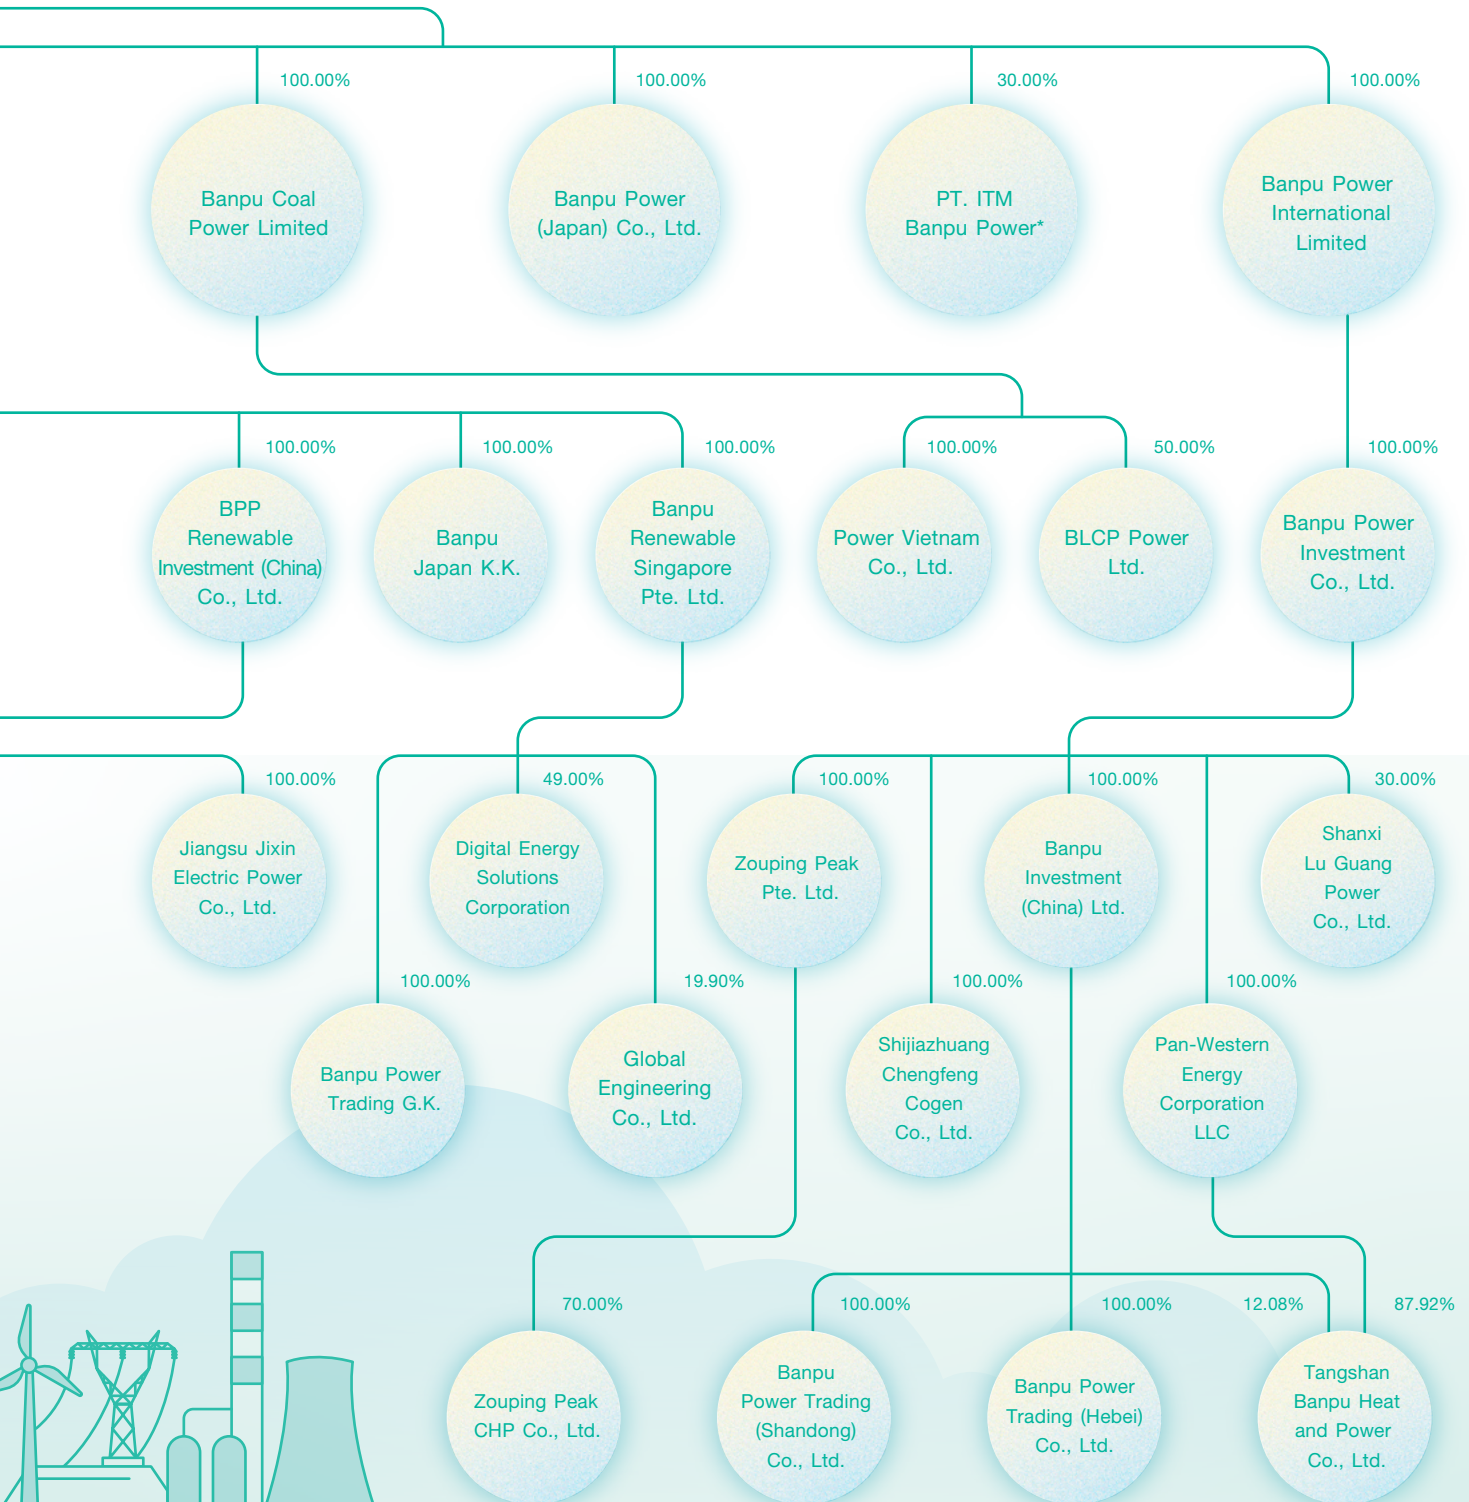 100.00%
100.00%
30.00%
100.00%
Banpu Coal
Power Limited
Banpu Power
(Japan) Co., Ltd.
PT. ITM
Banpu Power*
Banpu Power
International
Limited
100.00%
100.00%
100.00%
100.00%
50.00%
100.00%
BPP
Renewable
Investment (China)
Co., Ltd.
Banpu
Japan K.K.
Banpu
Renewable
Singapore
Pte. Ltd.
Power Vietnam
Co., Ltd.
BLCP Power
Ltd.
Banpu Power
Investment
Co., Ltd.
100.00%
49.00%
100.00%
100.00%
30.00%
Jiangsu Jixin
Electric Power
Co., Ltd.
Digital Energy
Solutions
Corporation
Zouping Peak
Pte. Ltd.
Banpu
Investment
(China) Ltd.
Shanxi
Lu Guang
Power
Co., Ltd.
100.00%
19.90%
100.00%
100.00%
Banpu Power
Trading G.K.
Global
Engineering
Co., Ltd.
Shijiazhuang
Chengfeng
Cogen
Co., Ltd.
Pan-Western
Energy
Corporation
LLC
70.00%
100.00%
100.00%
12.08%
87.92%
Zouping Peak
CHP Co., Ltd.
Banpu
Power Trading
(Shandong)
Co., Ltd.
Banpu Power
Trading (Hebei)
Co., Ltd.
Tangshan
Banpu Heat
and Power
Co., Ltd.